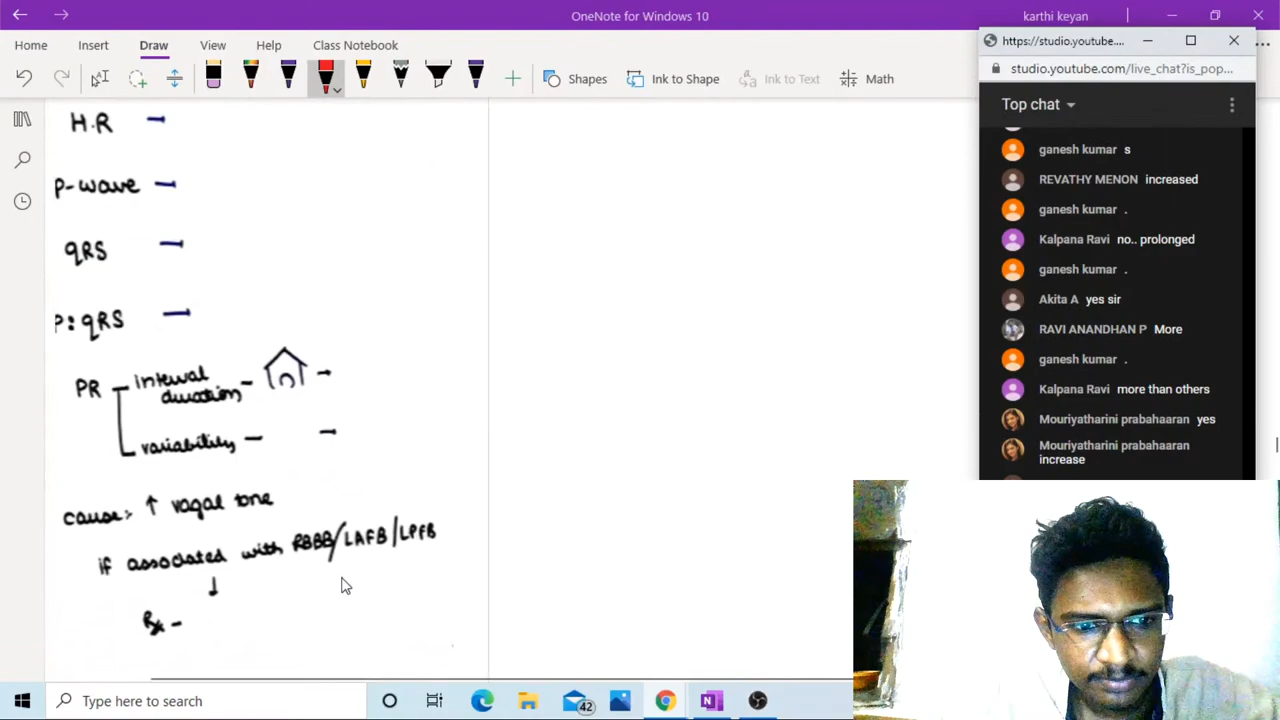 OneNote for Windows 10
karthi keyan
Home Insert Draw View Help Class Notebook
Shapes Ink to Shape Ink to Text Math
H.R -
P-wave -
qRS -
P:qRS -
PR - interval duration - -
variability - -
cause:- ↑ vagal tone
if associated with RBBB/LAFB/LPFB
↓
Rx -
https://studio.youtube....
studio.youtube.com/live_chat?is_pop...
Top chat
ganesh kumar s
REVATHY MENON increased
ganesh kumar .
Kalpana Ravi no.. prolonged
ganesh kumar .
Akita A yes sir
RAVI ANANDHAN P More
ganesh kumar .
Kalpana Ravi more than others
Mouriyatharini prabahaaran yes
Mouriyatharini prabahaaran
increase
Type here to search
42